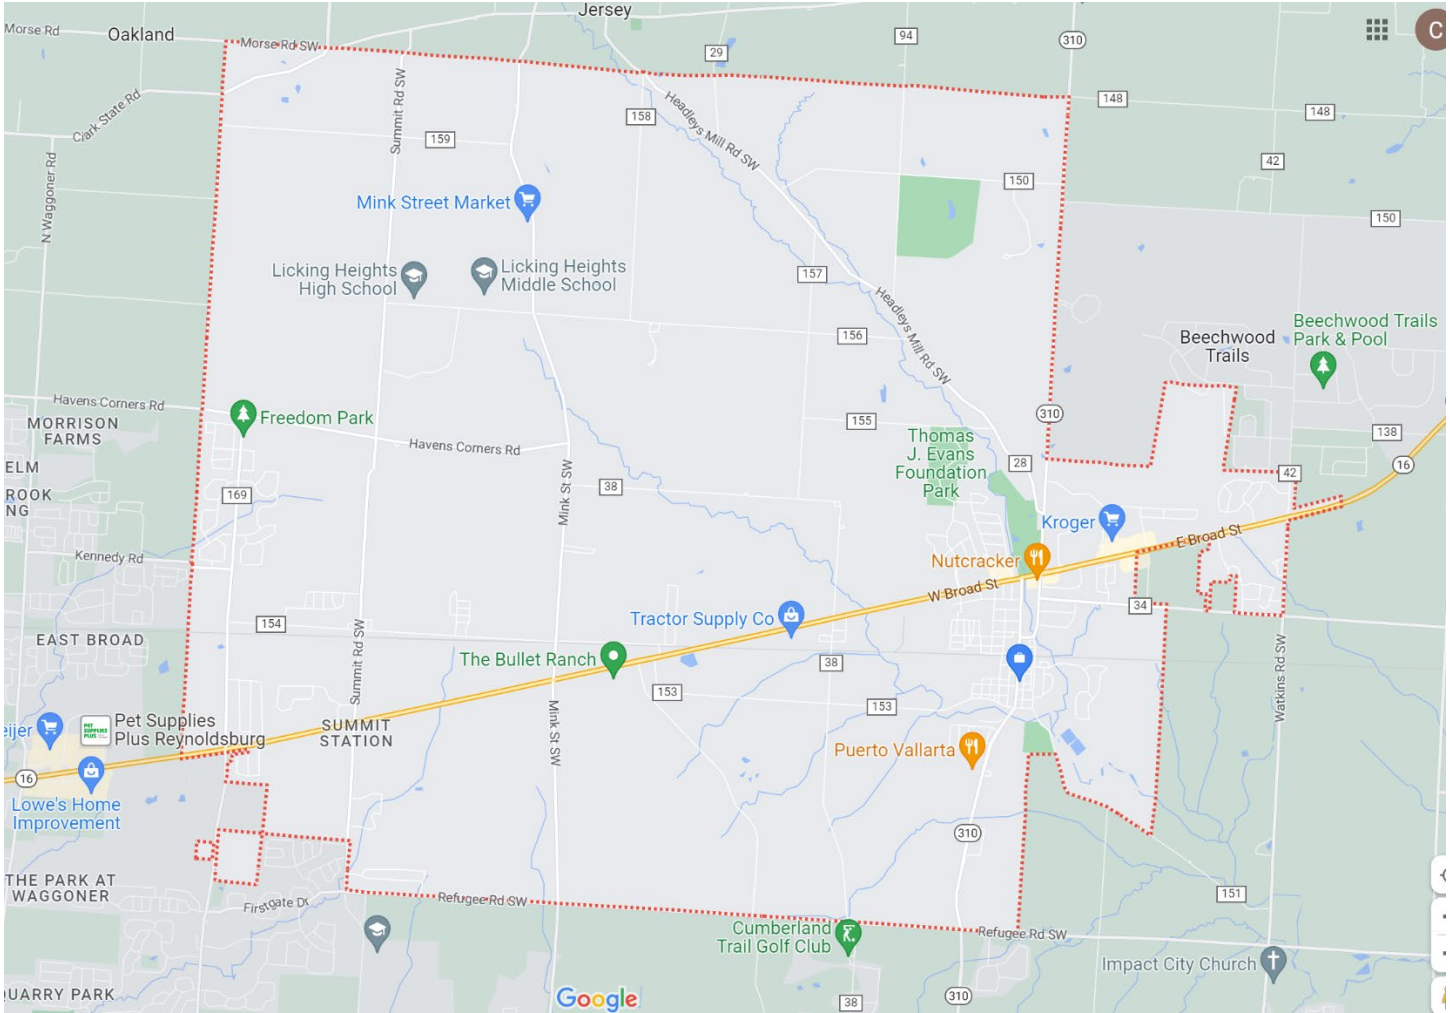 Jersey
Morse Rd
Oakland
Morse Rd SW
29
94
310
C
Clark State Rd
N Waggoner Rd
Summit Rd SW
159
158
Headleys Mill Rd SW
148
148
42
150
150
Mink Street Market
Licking Heights
High School
Licking Heights
Middle School
157
Headleys Mill Rd SW
156
Beechwood
Trails
Beechwood Trails
Park & Pool
Havens Corners Rd
MORRISON
FARMS
Freedom Park
Havens Corners Rd
155
310
Thomas
J. Evans
Foundation
Park
138
16
ELM
ROOK
NG
169
38
Mink St SW
28
42
Kroger
E Broad St
Kennedy Rd
Nutcracker
W Broad St
34
EAST BROAD
154
Tractor Supply Co
The Bullet Ranch
38
Summit Rd SW
153
153
Watkins Rd SW
eijer
PET
SUPPLIES
PLUS
Pet Supplies
Plus Reynoldsburg
SUMMIT
STATION
Mink St SW
Puerto Vallarta
16
Lowe's Home
Improvement
310
THE PARK AT
WAGGONER
Firstgate Dr
Refugee Rd SW
151
Cumberland
Trail Golf Club
Refugee Rd SW
Impact City Church
QUARRY PARK
Google
38
310